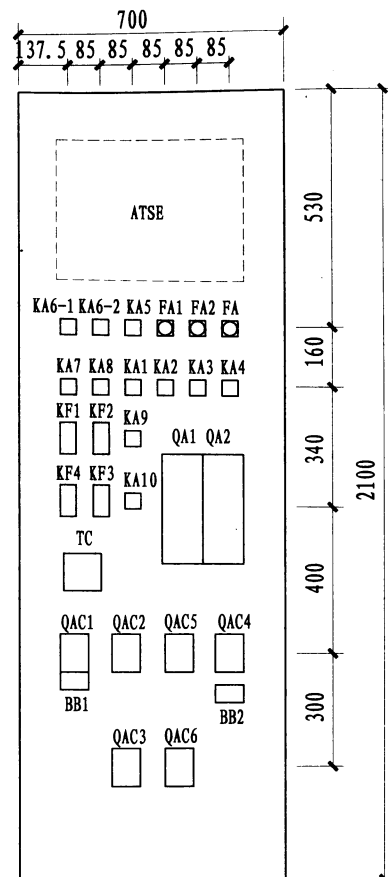 700
137.5 85 85 85 85 85
ATSE
530
KA6-1 KA6-2 KA5 FA1 FA2 FA
160
KA7 KA8 KA1 KA2 KA3 KA4
KF1 KF2 KA9 QA1 QA2
340
2100
KF4 KF3 KA10
TC
400
QAC1 QAC2 QAC5 QAC4
BB1 BB2
300
QAC3 QAC6